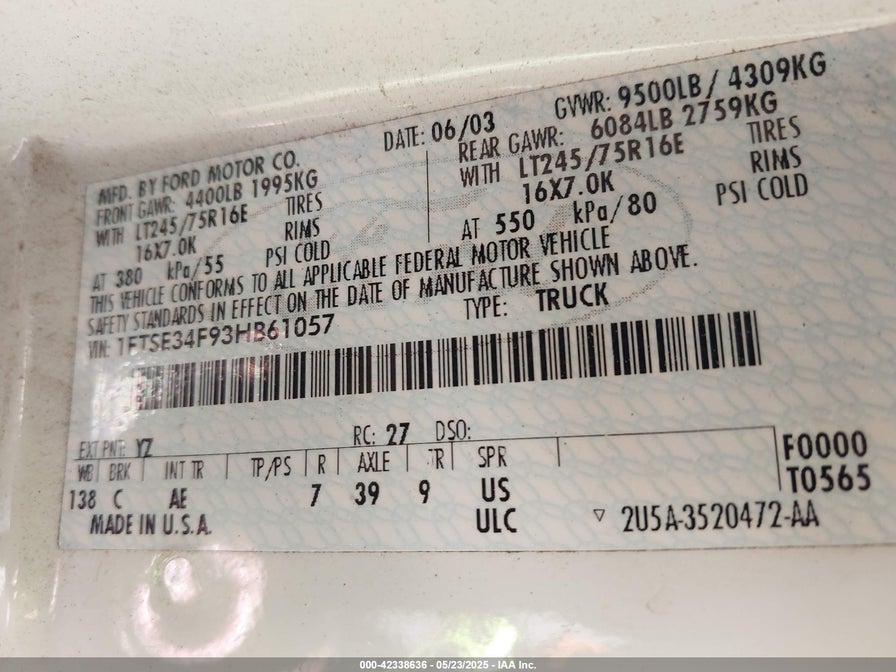 MFD. BY FORD MOTOR CO.
FRONT GAWR: 4400LB 1995KG
WITH LT245/75R16E TIRES
16X7.0K RIMS
AT 380 kPa/55 PSI COLD
DATE: 06/03 GVWR: 9500LB / 4309KG
REAR GAWR: 6084LB 2759KG
WITH LT245/75R16E TIRES
16X7.0K RIMS
AT 550 kPa/80 PSI COLD
THIS VEHICLE CONFORMS TO ALL APPLICABLE FEDERAL MOTOR VEHICLE
SAFETY STANDARDS IN EFFECT ON THE DATE OF MANUFACTURE SHOWN ABOVE.
VIN: 1FTSE34F93HB61057 TYPE: TRUCK
EXT PNT: YZ RC: 27 DSO:
WB BRK INT TR TP/PS R AXLE TR SPR
138 C AE 7 39 9 US
F0000
T0565
MADE IN U.S.A. ULC ▽ 2U5A-3520472-AA
000-42338636 - 05/23/2025 - IAA Inc.